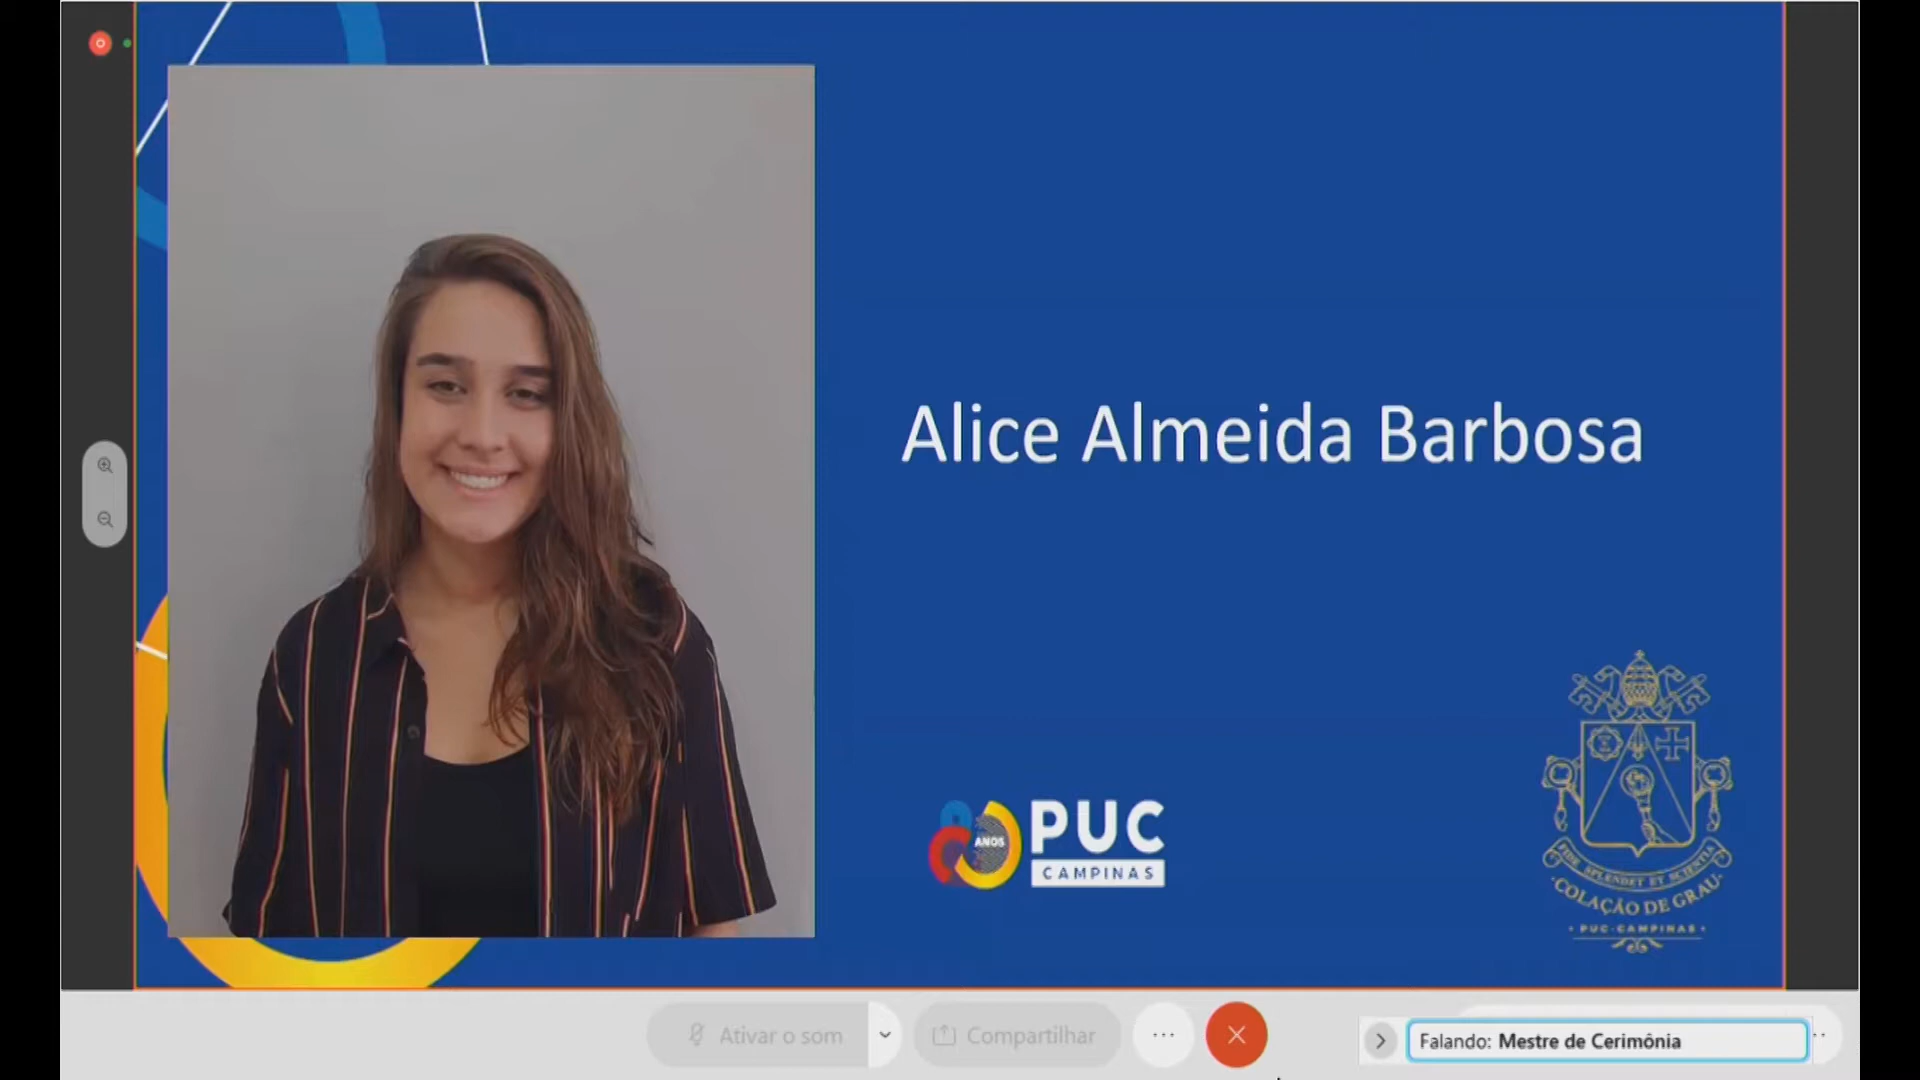 Alice Almeida Barbosa
ANOS
PUC
CAMPINAS
FIDE SPLENDET ET SCIENTIA
COLAÇÃO DE GRAU
• PUC-CAMPINAS •
Ativar o som
Compartilhar
Falando: Mestre de Cerimônia